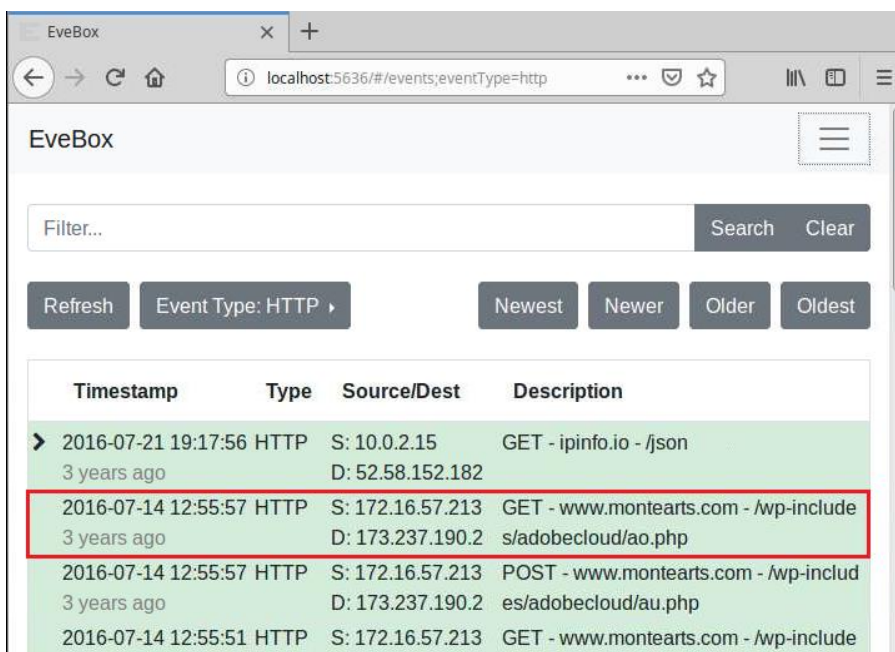 EveBox
localhost:5636/#/events;eventType=http
EveBox
Filter... Search Clear
Refresh Event Type: HTTP Newest Newer Older Oldest
Timestamp Type Source/Dest Description
2016-07-21 19:17:56 HTTP S: 10.0.2.15 GET - ipinfo.io - /json
3 years ago D: 52.58.152.182
2016-07-14 12:55:57 HTTP S: 172.16.57.213 GET - www.montearts.com - /wp-include
3 years ago D: 173.237.190.2 s/adobecloud/ao.php
2016-07-14 12:55:57 HTTP S: 172.16.57.213 POST - www.montearts.com - /wp-includ
3 years ago D: 173.237.190.2 es/adobecloud/au.php
2016-07-14 12:55:51 HTTP S: 172.16.57.213 GET - www.montearts.com - /wp-include